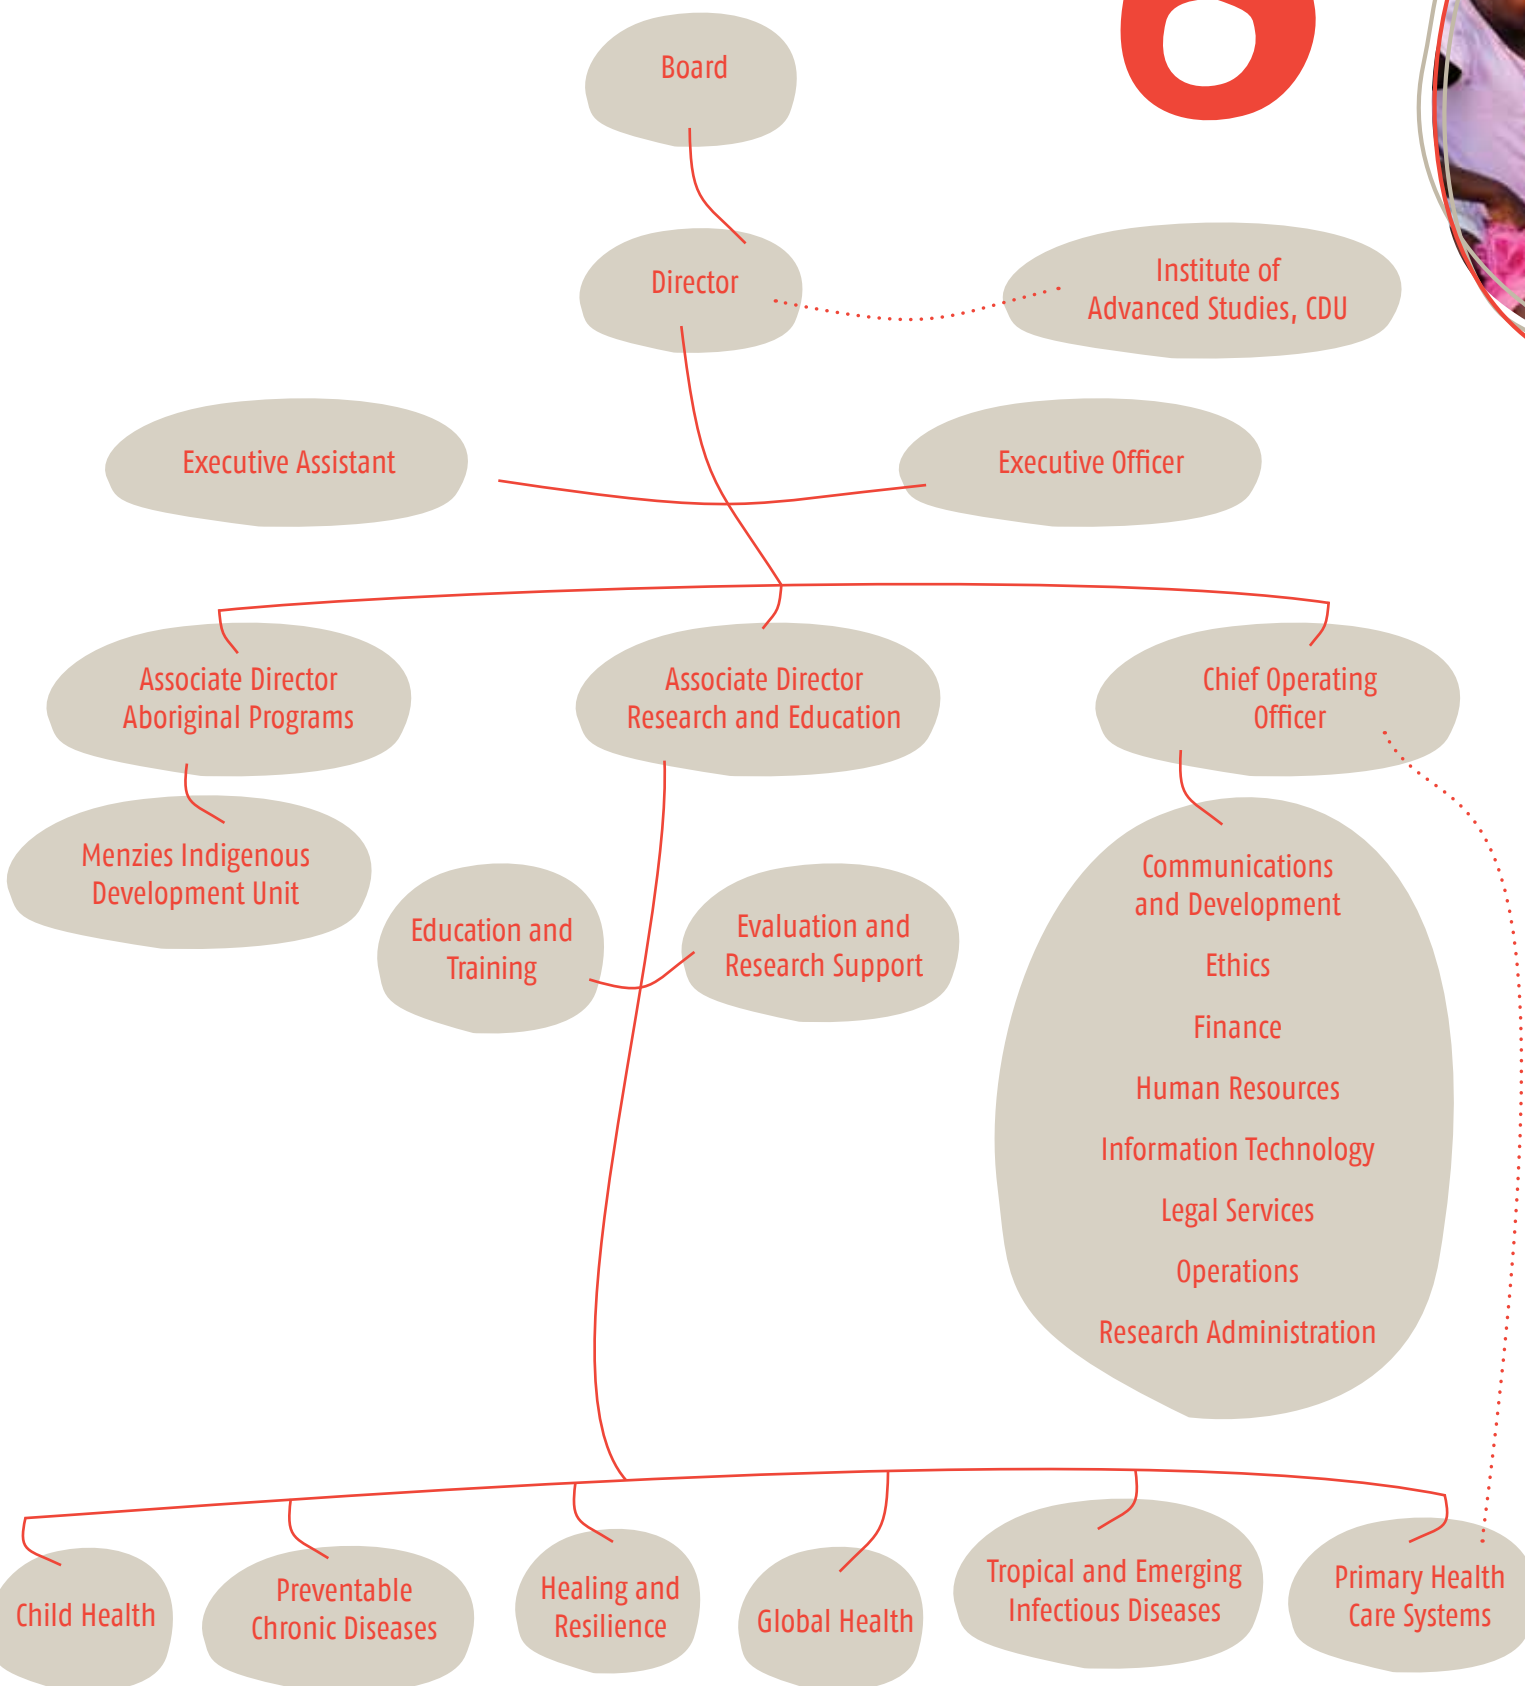 Board
Director
Institute of
Advanced Studies, CDU
Executive Assistant
Executive Officer
Associate Director
Aboriginal Programs
Associate Director
Research and Education
Chief Operating
Officer
Menzies Indigenous
Development Unit
Education and
Training
Evaluation and
Research Support
Communications
and Development
Ethics
Finance
Human Resources
Information Technology
Legal Services
Operations
Research Administration
Child Health
Preventable
Chronic Diseases
Healing and
Resilience
Global Health
Tropical and Emerging
Infectious Diseases
Primary Health
Care Systems